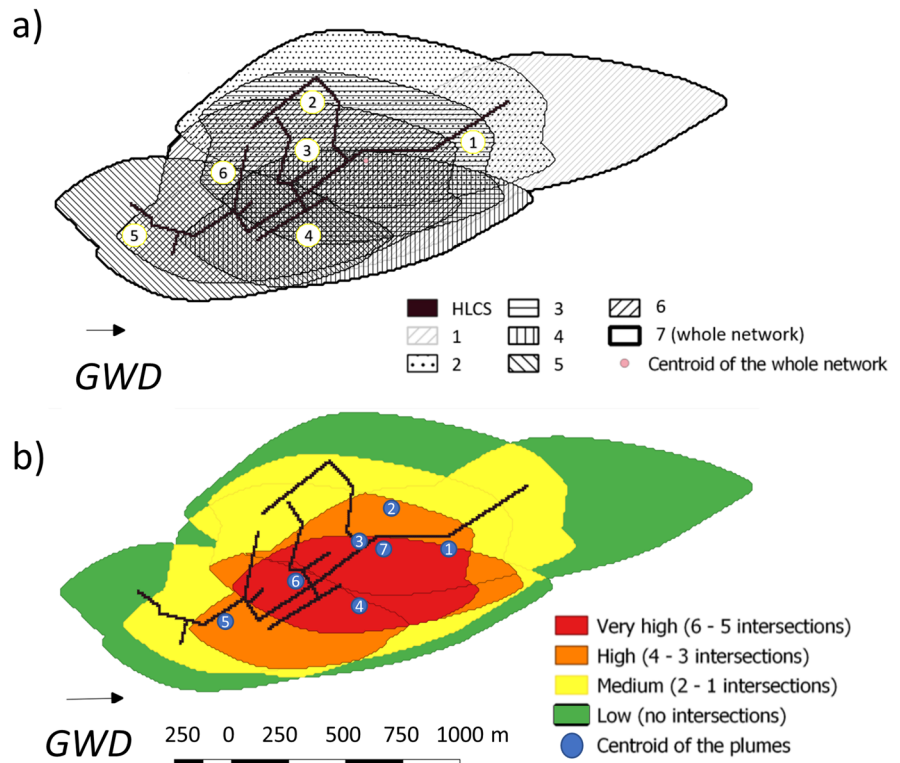 a)
2
1
3
6
5
4
GWD
HLCS
1
2
3
4
5
6
7 (whole network)
Centroid of the whole network
b)
2
3
7
1
6
4
5
GWD
250 0 250 500 750 1000 m
Very high (6 - 5 intersections)
High (4 - 3 intersections)
Medium (2 - 1 intersections)
Low (no intersections)
Centroid of the plumes